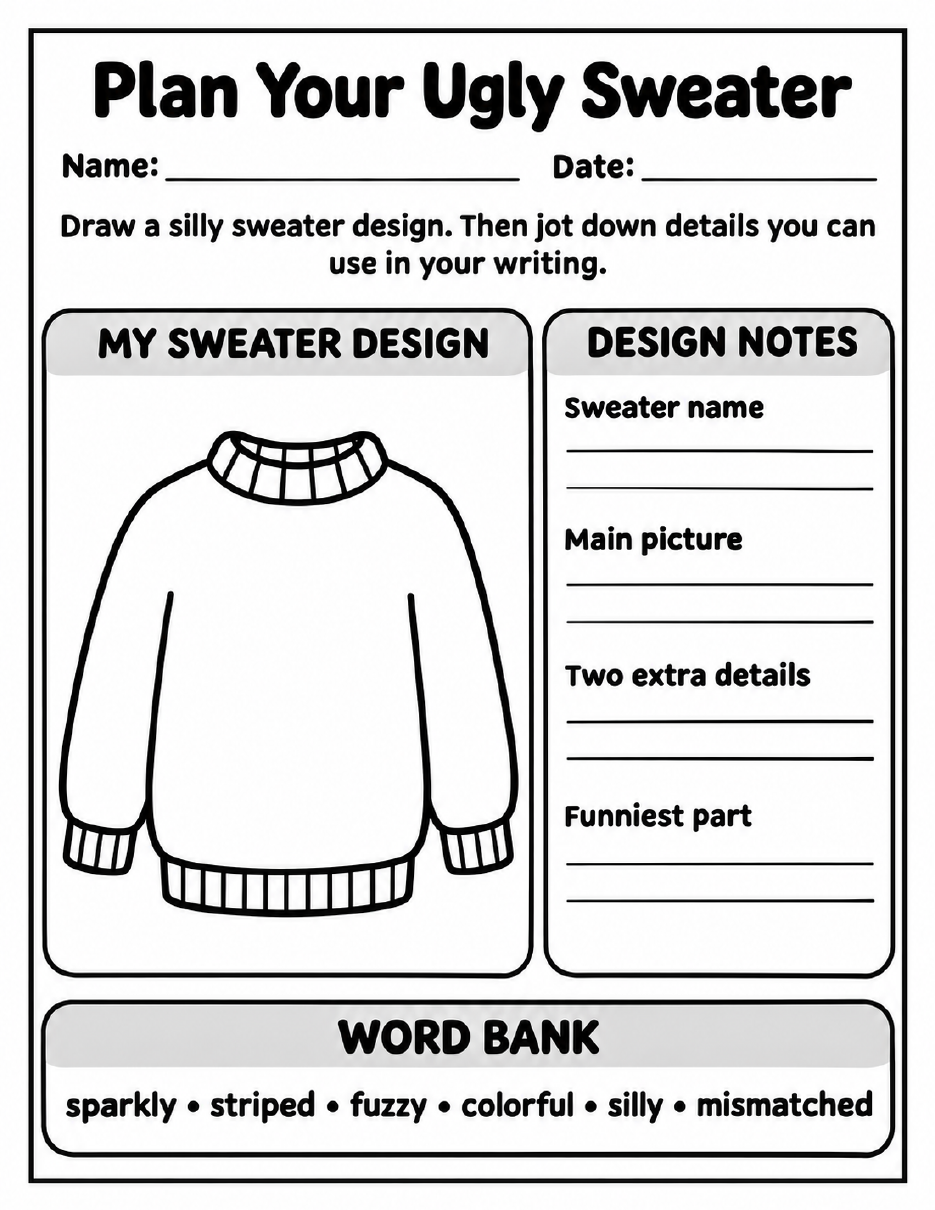 Plan Your Ugly Sweater
Name: Date:
Draw a silly sweater design. Then jot down details you can
use in your writing.
MY SWEATER DESIGN
DESIGN NOTES
Sweater name
Main picture
Two extra details
Funniest part
WORD BANK
sparkly • striped • fuzzy • colorful • silly • mismatched